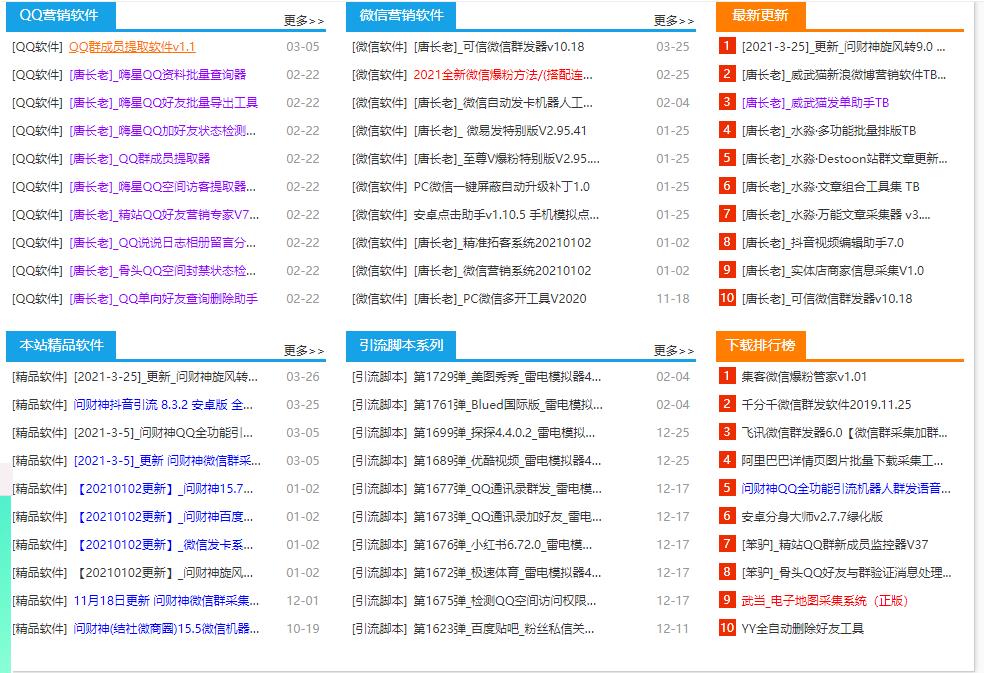 QQ营销软件 更多>>
[QQ软件] QQ群成员提取软件v1.1 03-05
[QQ软件] [唐长老]_嗨星QQ资料批量查询器 02-22
[QQ软件] [唐长老]_嗨星QQ好友批量导出工具 02-22
[QQ软件] [唐长老]_嗨星QQ加好友状态检测... 02-22
[QQ软件] [唐长老]_QQ群成员提取器 02-22
[QQ软件] [唐长老]_嗨星QQ空间访客提取器... 02-22
[QQ软件] [唐长老]_精站QQ好友营销专家V7... 02-22
[QQ软件] [唐长老]_QQ说说日志相册留言分... 02-22
[QQ软件] [唐长老]_骨头QQ空间封禁状态检... 02-22
[QQ软件] [唐长老]_QQ单向好友查询删除助手 02-22
微信营销软件 更多>>
[微信软件] [唐长老]_可信微信群发器v10.18 03-25
[微信软件] 2021全新微信爆粉方法/(搭配连... 02-25
[微信软件] [唐长老]_微信自动发卡机器人工... 02-04
[微信软件] [唐长老]_ 微易发特别版V2.95.41 01-25
[微信软件] [唐长老]_至尊V爆粉特别版V2.95.... 01-25
[微信软件] PC微信一键屏蔽自动升级补丁1.0 01-25
[微信软件] 安卓点击助手v1.10.5 手机模拟点... 01-25
[微信软件] [唐长老]_精准拓客系统20210102 01-02
[微信软件] [唐长老]_微信营销系统20210102 01-02
[微信软件] [唐长老]_PC微信多开工具V2020 11-18
最新更新
1 [2021-3-25]_更新_问财神旋风转9.0 ...
2 [唐长老]_威武猫新浪微博营销软件TB...
3 [唐长老]_威武猫发单助手TB
4 [唐长老]_水淼·多功能批量排版TB
5 [唐长老]_水淼·Destoon站群文章更新...
6 [唐长老]_水淼·文章组合工具集 TB
7 [唐长老]_水淼·万能文章采集器 v3....
8 [唐长老]_抖音视频编辑助手7.0
9 [唐长老]_实体店商家信息采集V1.0
10 [唐长老]_可信微信群发器v10.18
本站精品软件 更多>>
[精品软件] [2021-3-25]_更新_问财神旋风转... 03-26
[精品软件] 问财神抖音引流 8.3.2 安卓版 全... 03-25
[精品软件] [2021-3-5]_问财神QQ全功能引... 03-05
[精品软件] [2021-3-5]_更新 问财神微信群采... 03-05
[精品软件] 【20210102更新】_问财神15.7... 01-02
[精品软件] 【20210102更新】_问财神百度... 01-02
[精品软件] 【20210102更新】_微信发卡系... 01-02
[精品软件] 【20210102更新】_问财神旋风... 01-02
[精品软件] 11月18日更新 问财神微信群采集... 12-01
[精品软件] 问财神(结社微商圈)15.5微信机器... 10-19
引流脚本系列 更多>>
[引流脚本] 第1729弹_美图秀秀_雷电模拟器4... 02-04
[引流脚本] 第1761弹_Blued国际版_雷电模拟... 02-04
[引流脚本] 第1699弹_探探4.4.0.2_雷电模拟... 12-25
[引流脚本] 第1689弹_优酷视频_雷电模拟器4... 12-25
[引流脚本] 第1677弹_QQ通讯录群发_雷电模... 12-17
[引流脚本] 第1673弹_QQ通讯录加好友_雷电... 12-17
[引流脚本] 第1676弹_小红书6.72.0_雷电模... 12-17
[引流脚本] 第1672弹_极速体育_雷电模拟器4... 12-17
[引流脚本] 第1675弹_检测QQ空间访问权限... 12-17
[引流脚本] 第1623弹_百度贴吧_粉丝私信关... 12-11
下载排行榜
1 集客微信爆粉管家v1.01
2 千分千微信群发软件2019.11.25
3 飞讯微信群发器6.0【微信群采集加群...
4 阿里巴巴详情页图片批量下载采集工...
5 问财神QQ全功能引流机器人群发语音...
6 安卓分身大师v2.7.7绿化版
7 [笨驴]_精站QQ群新成员监控器V37
8 [笨驴]_骨头QQ好友与群验证消息处理...
9 武当_电子地图采集系统（正版）
10 YY全自动删除好友工具